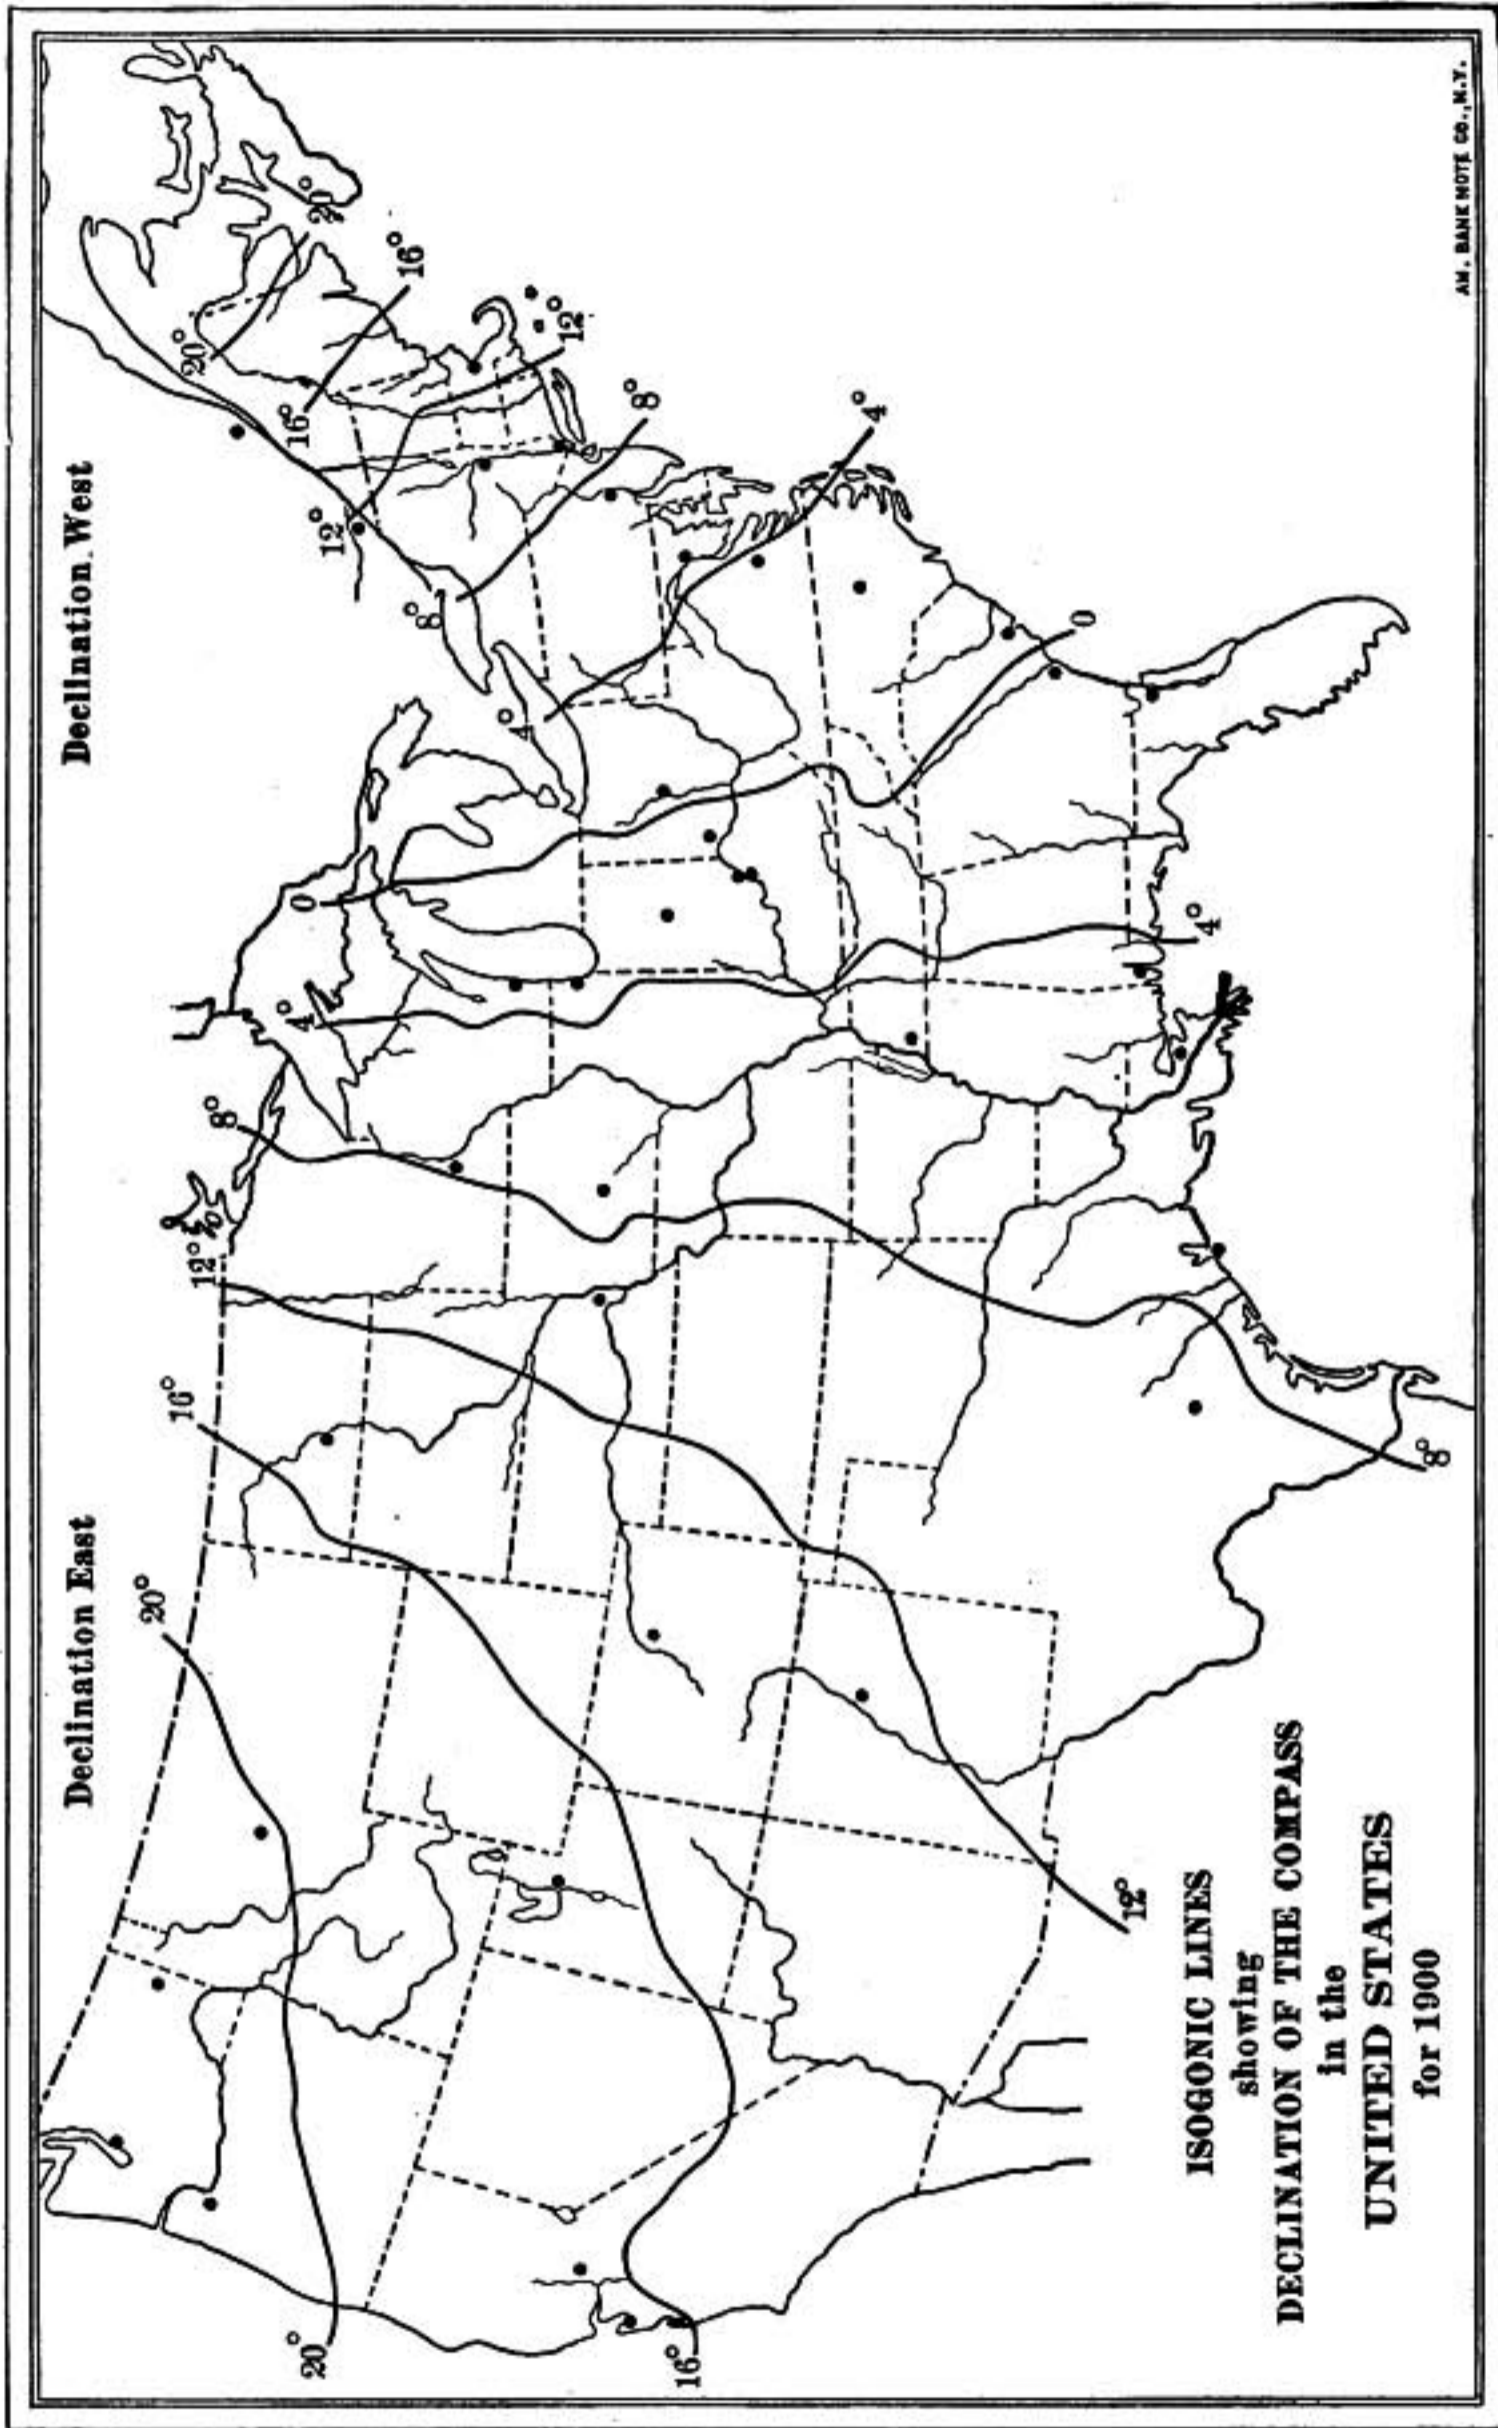 Declination East
Declination West
20°
16°
12°
8°
4°
0
4°
8°
12°
16°
20°
20°
16°
12°
8°
4°
0
4°
8°
12°
16°
20°
ISOGONIC LINES
showing
DECLINATION OF THE COMPASS
in the
UNITED STATES
for 1900
AM. BANK NOTE CO., N.Y.